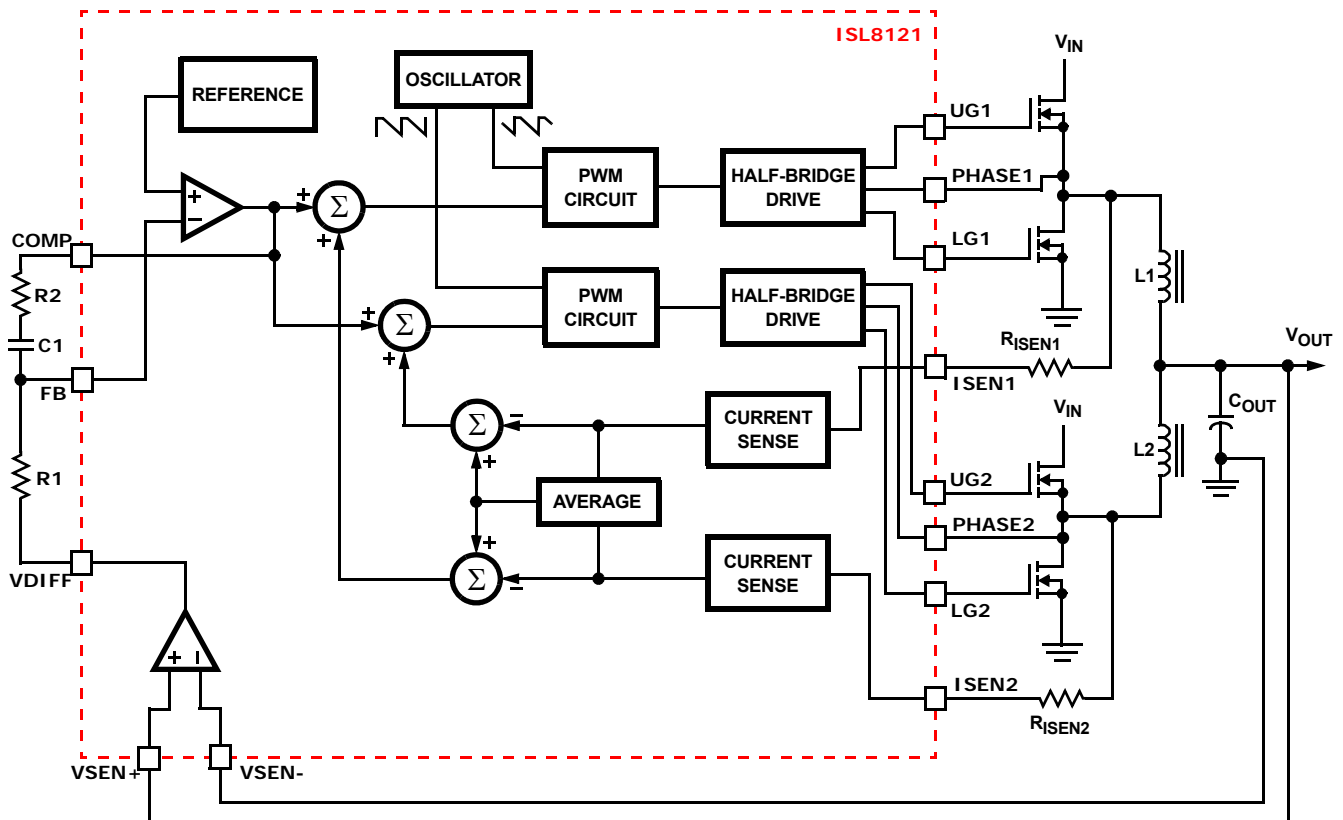 ISL8121
VIN
OSCILLATOR
REFERENCE
UG1
PWM
CIRCUIT
HALF-BRIDGE
DRIVE
PHASE1
+
−
+
Σ
+
COMP
LG1
L1
R2
PWM
CIRCUIT
HALF-BRIDGE
DRIVE
+
Σ
+
C1
RISEN1
VOUT
FB
ISEN1
COUT
VIN
Σ
−
+
CURRENT
SENSE
L2
R1
UG2
AVERAGE
PHASE2
+
Σ
−
CURRENT
SENSE
VDIFF
LG2
+
−
ISEN2
RISEN2
VSEN+
VSEN-